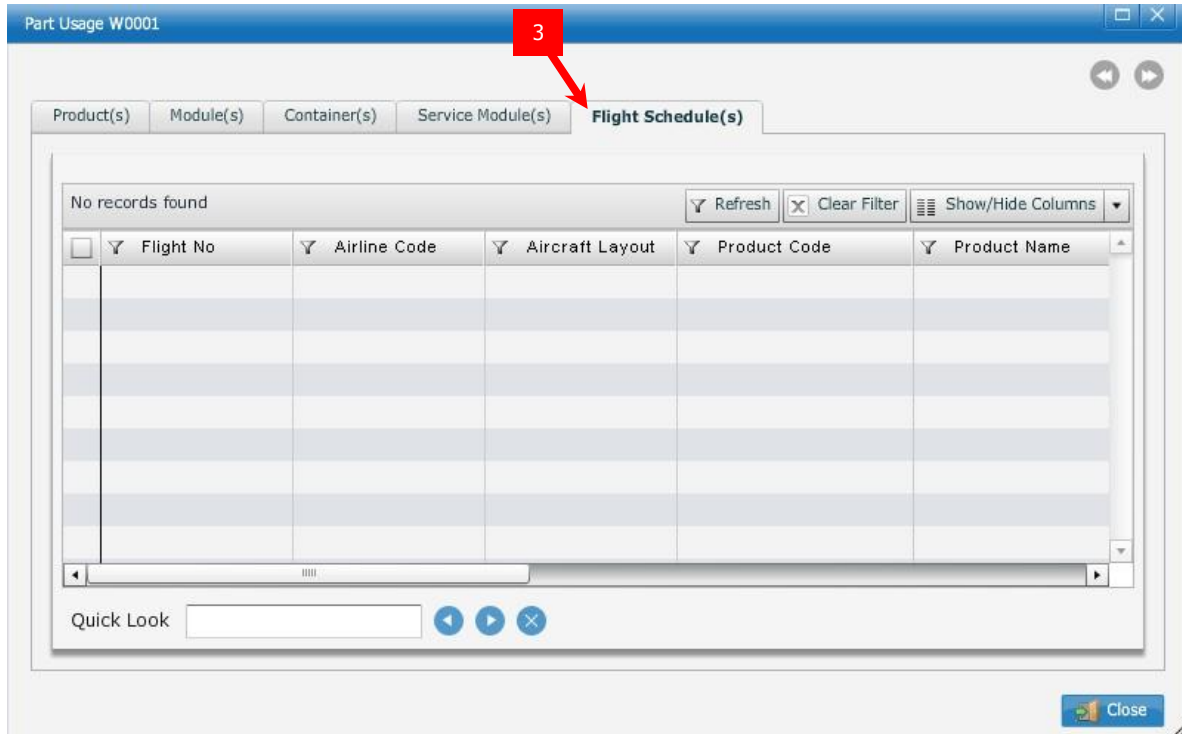 Part Usage W0001
3
Product(s) Module(s) Container(s) Service Module(s) Flight Schedule(s)
No records found Refresh Clear Filter Show/Hide Columns
Flight No Airline Code Aircraft Layout Product Code Product Name
Quick Look
Close